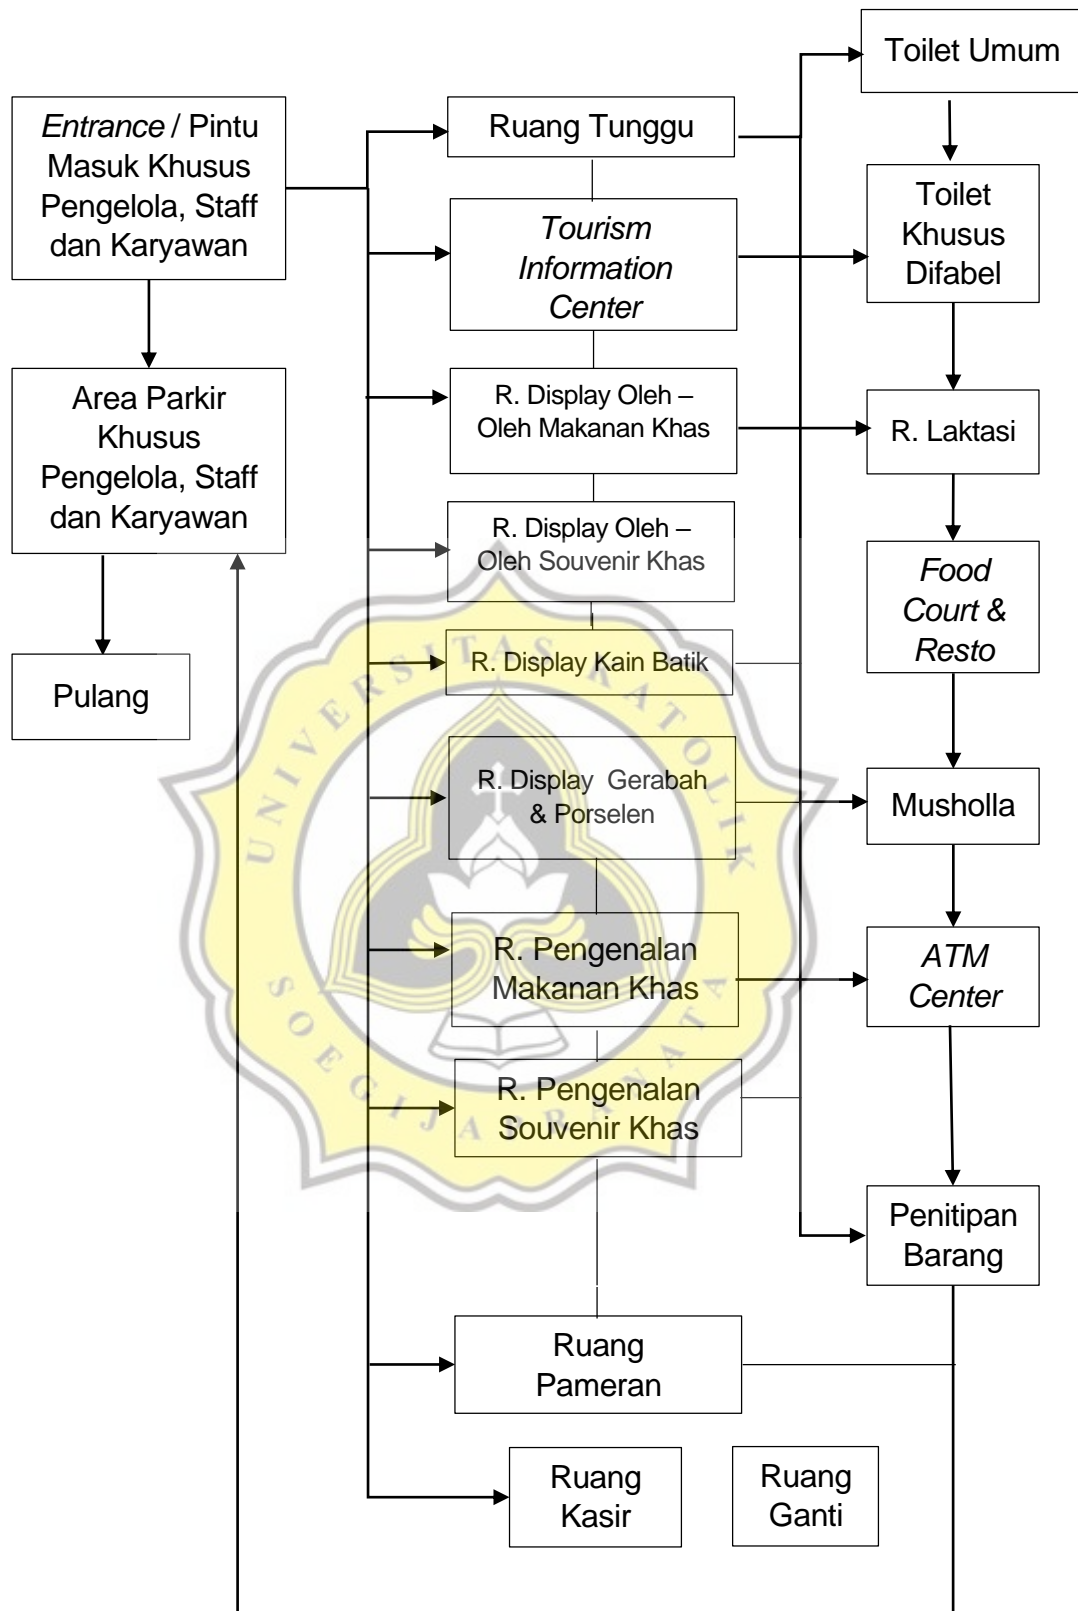 Entrance / Pintu
Masuk Khusus
Pengelola, Staff
dan Karyawan
Area Parkir
Khusus
Pengelola, Staff
dan Karyawan
Pulang
Ruang Tunggu
Tourism
Information
Center
R. Display Oleh –
Oleh Makanan Khas
R. Display Oleh –
Oleh Souvenir Khas
R. Display Kain Batik
R. Display Gerabah
& Porselen
R. Pengenalan
Makanan Khas
R. Pengenalan
Souvenir Khas
Ruang
Pameran
Ruang
Kasir
Ruang
Ganti
Toilet Umum
Toilet
Khusus
Difabel
R. Laktasi
Food
Court &
Resto
Musholla
ATM
Center
Penitipan
Barang
UNIVERSITAS KATOLIK
SOEGIJAPRANATA